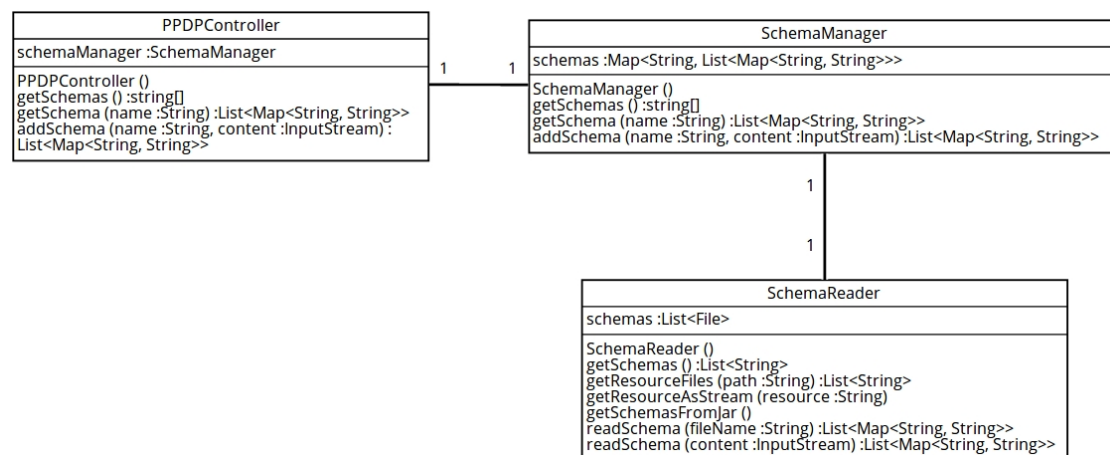 PPDPController
schemaManager :SchemaManager
PPDPController ()
getSchemas () :string[]
getSchema (name :String) :List<Map<String, String>>
addSchema (name :String, content :InputStream) :
List<Map<String, String>>
1
1
SchemaManager
schemas :Map<String, List<Map<String, String>>>
SchemaManager ()
getSchemas () :string[]
getSchema (name :String) :List<Map<String, String>>
addSchema (name :String, content :InputStream) :List<Map<String, String>>
1
1
SchemaReader
schemas :List<File>
SchemaReader ()
getSchemas () :List<String>
getResourceFiles (path :String) :List<String>
getResourceAsStream (resource :String)
getSchemasFromJar ()
readSchema (fileName :String) :List<Map<String, String>>
readSchema (content :InputStream) :List<Map<String, String>>